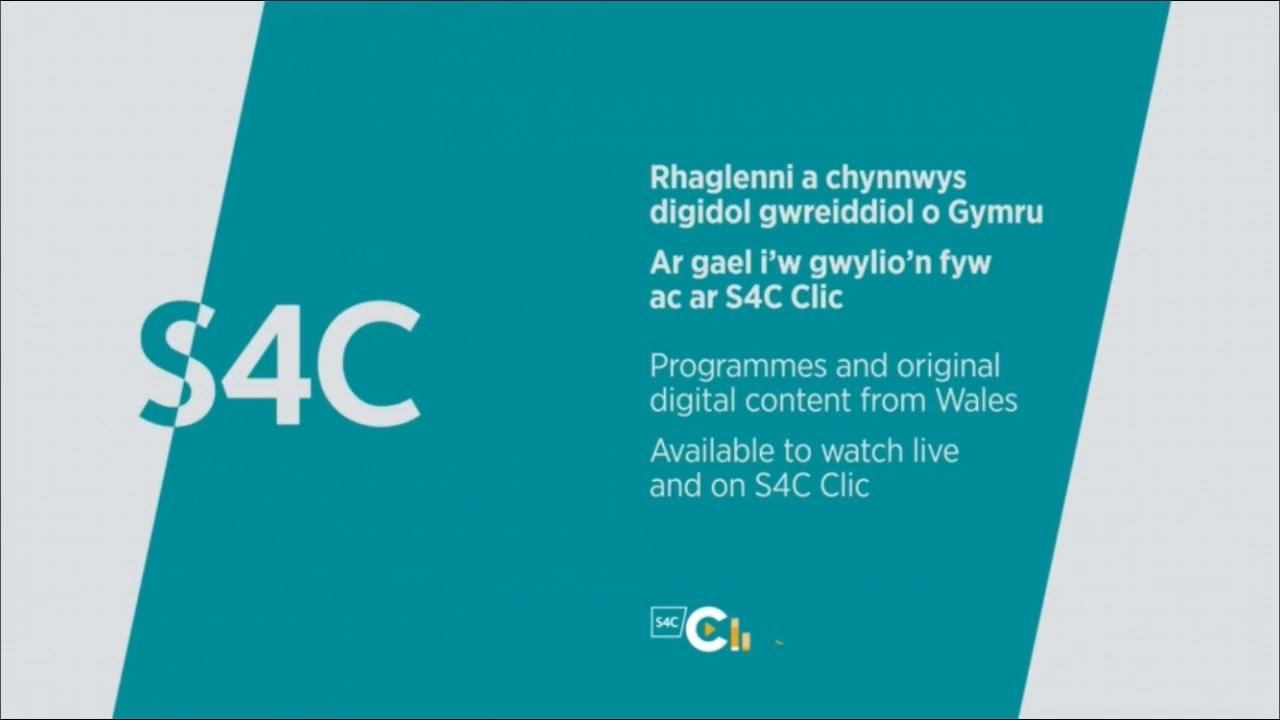 S4C
Rhaglenni a chynnwys
digidol gwreiddiol o Gymru
Ar gael i’w gwylio’n fyw
ac ar S4C Clic
Programmes and original
digital content from Wales
Available to watch live
and on S4C Clic
S4C